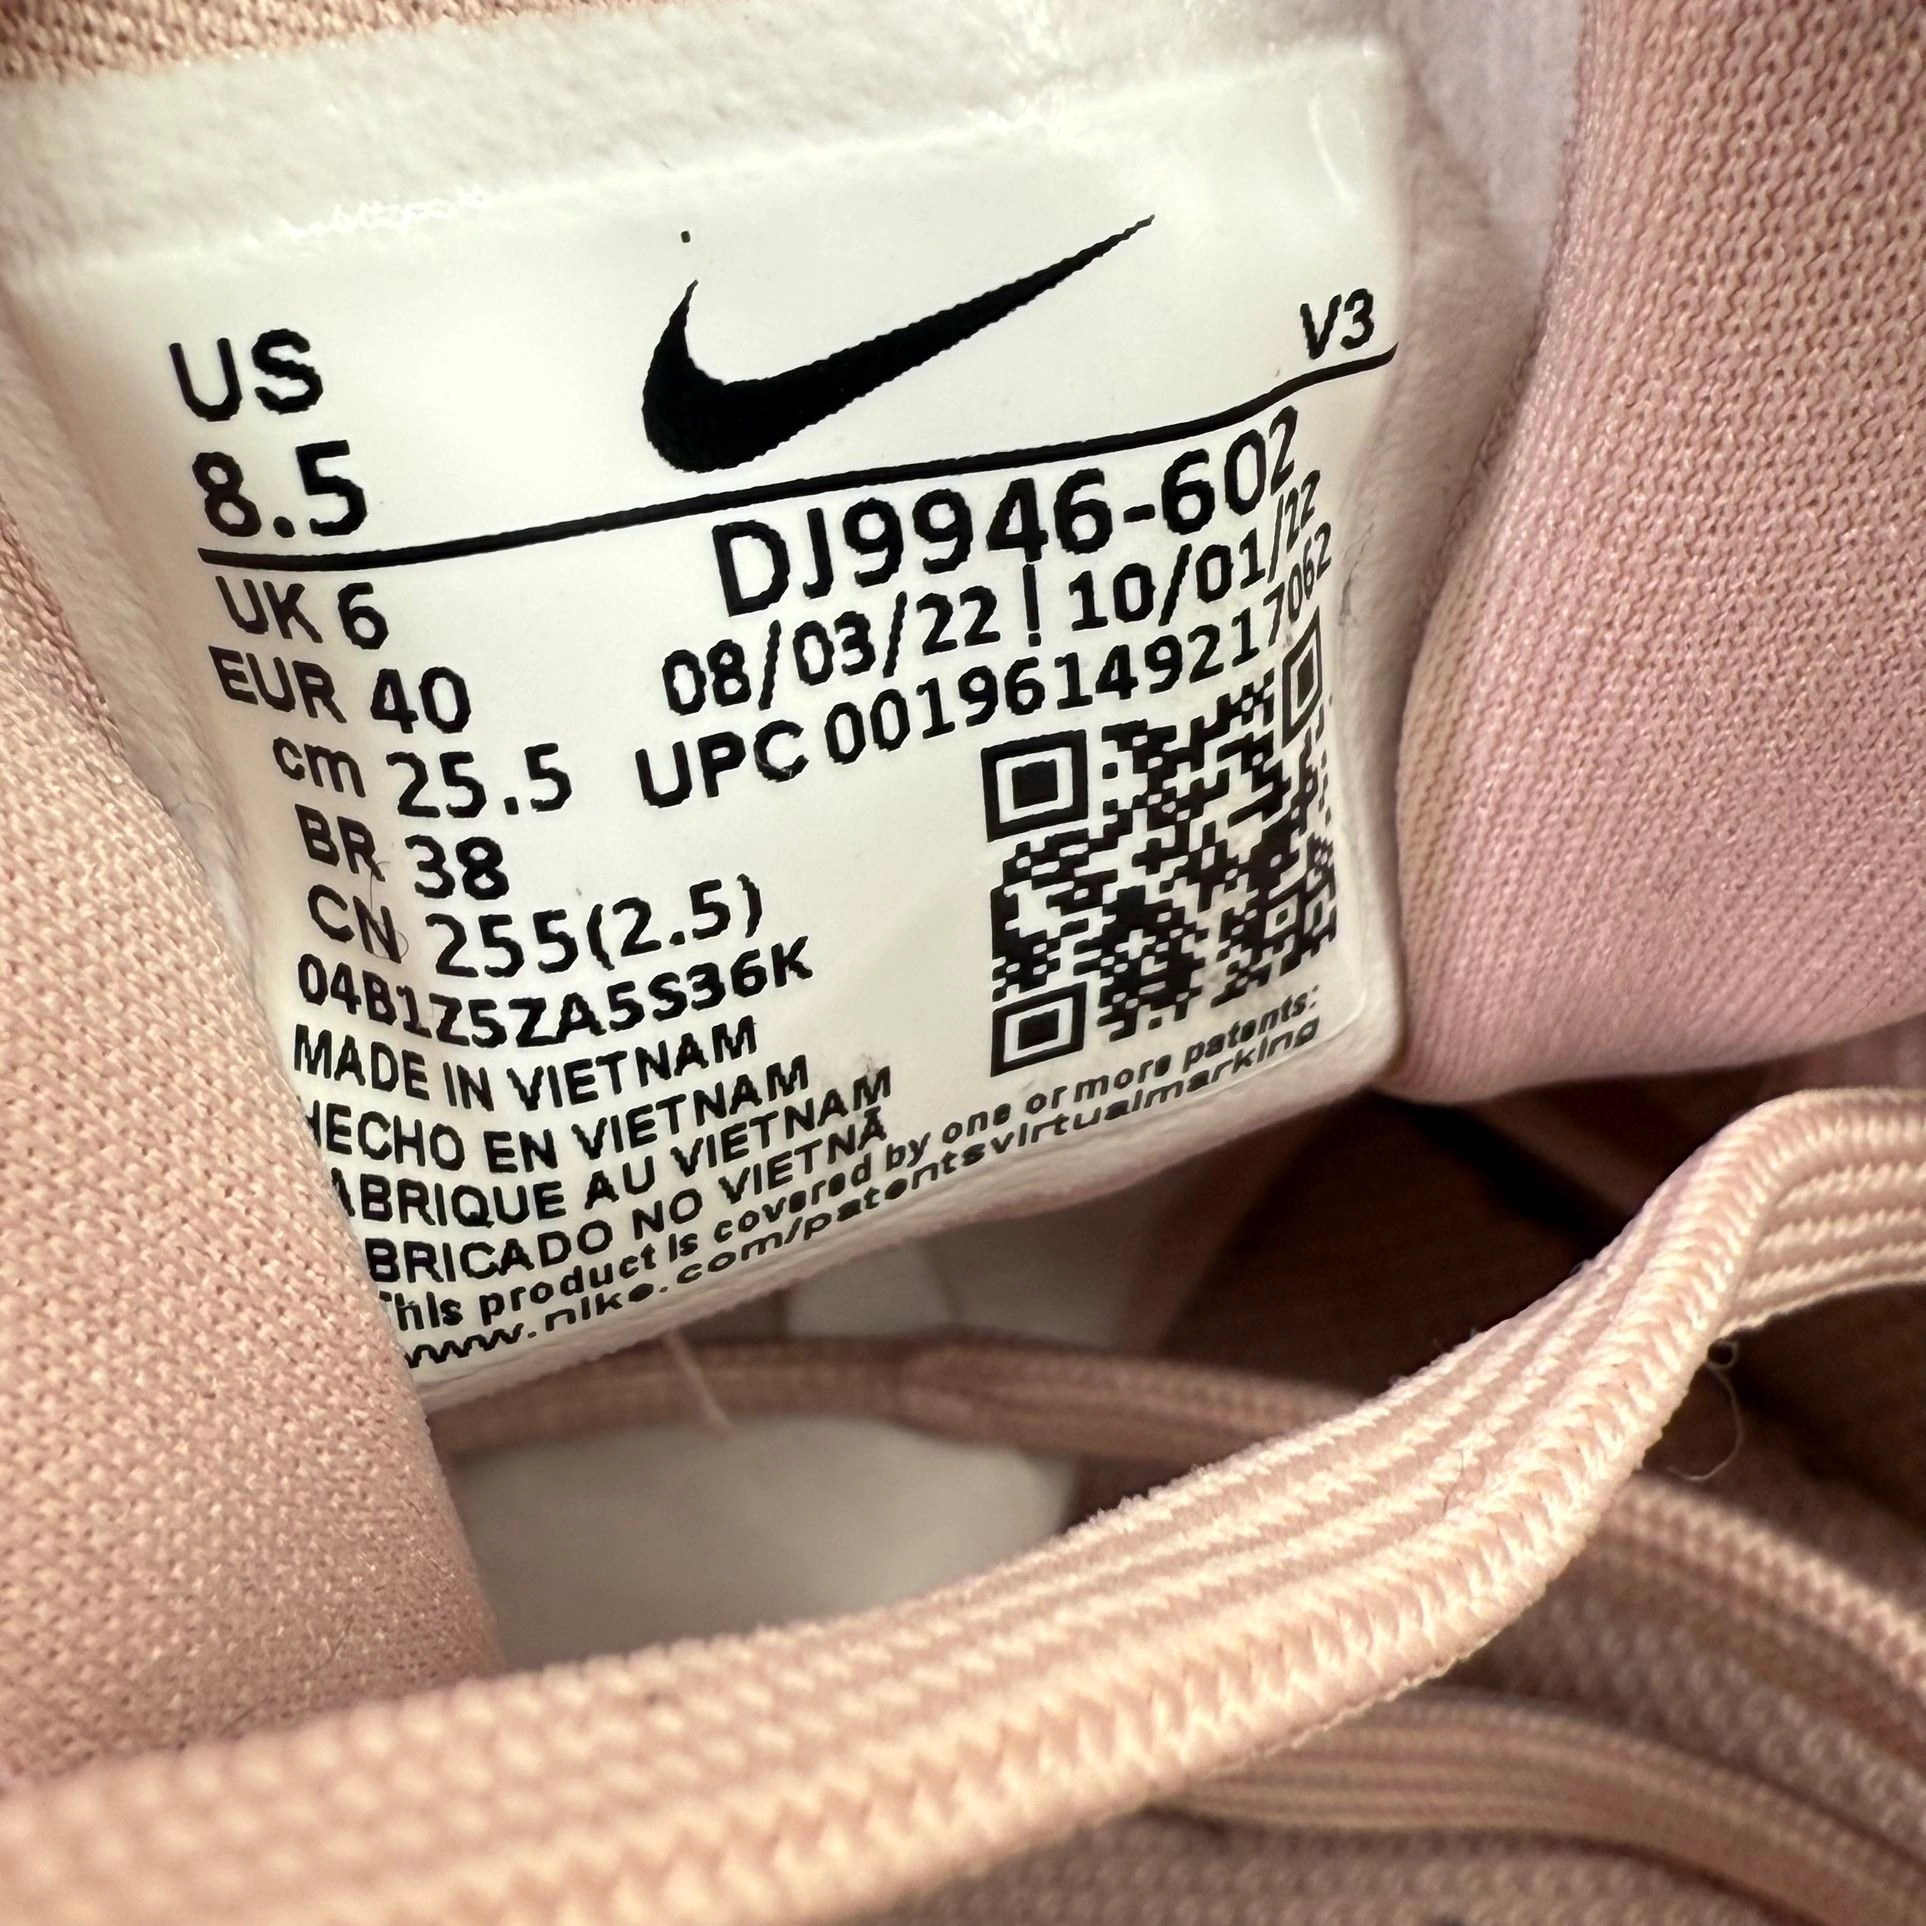 US
8.5
V3
UK 6
EUR 40
cm 25.5
BR 38
CN 255(2.5)
DJ9946-602
08/03/22 ! 10/01/22
UPC 00196149217062
04B1Z5ZA5S36K
MADE IN VIETNAM
HECHO EN VIETNAM
ABRIQUE AU VIETNAM
BRICADO NO VIETNÃ
This product is covered by one or more patents:
www.nike.com/patentsvirtualmarking